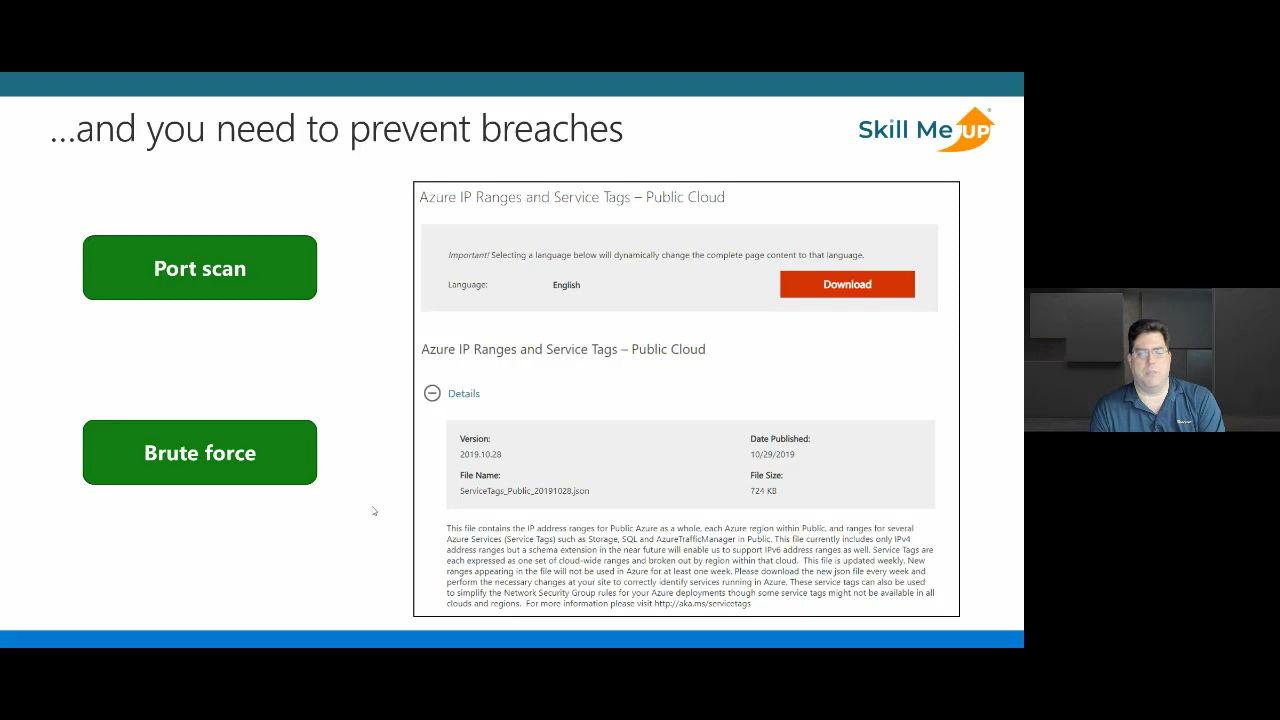 ...and you need to prevent breaches
Skill Me UP
®
Port scan
Brute force
Azure IP Ranges and Service Tags – Public Cloud
Important! Selecting a language below will dynamically change the complete page content to that language.
Language:
English
Download
Azure IP Ranges and Service Tags – Public Cloud
Details
Version:
2019.10.28
Date Published:
10/29/2019
File Name:
ServiceTags_Public_20191028.json
File Size:
724 KB
This file contains the IP address ranges for Public Azure as a whole, each Azure region within Public, and ranges for several
Azure Services (Service Tags) such as Storage, SQL and AzureTrafficManager in Public. This file currently includes only IPv4
address ranges but a schema extension in the near future will enable us to support IPv6 address ranges as well. Service Tags are
each expressed as one set of cloud-wide ranges and broken out by region within that cloud.  This file is updated weekly. New
ranges appearing in the file will not be used in Azure for at least one week. Please download the new json file every week and
perform the necessary changes at your site to correctly identify services running in Azure. These service tags can also be used
to simplify the Network Security Group rules for your Azure deployments though some service tags might not be available in all
clouds and regions.  For more information please visit http://aka.ms/servicetags